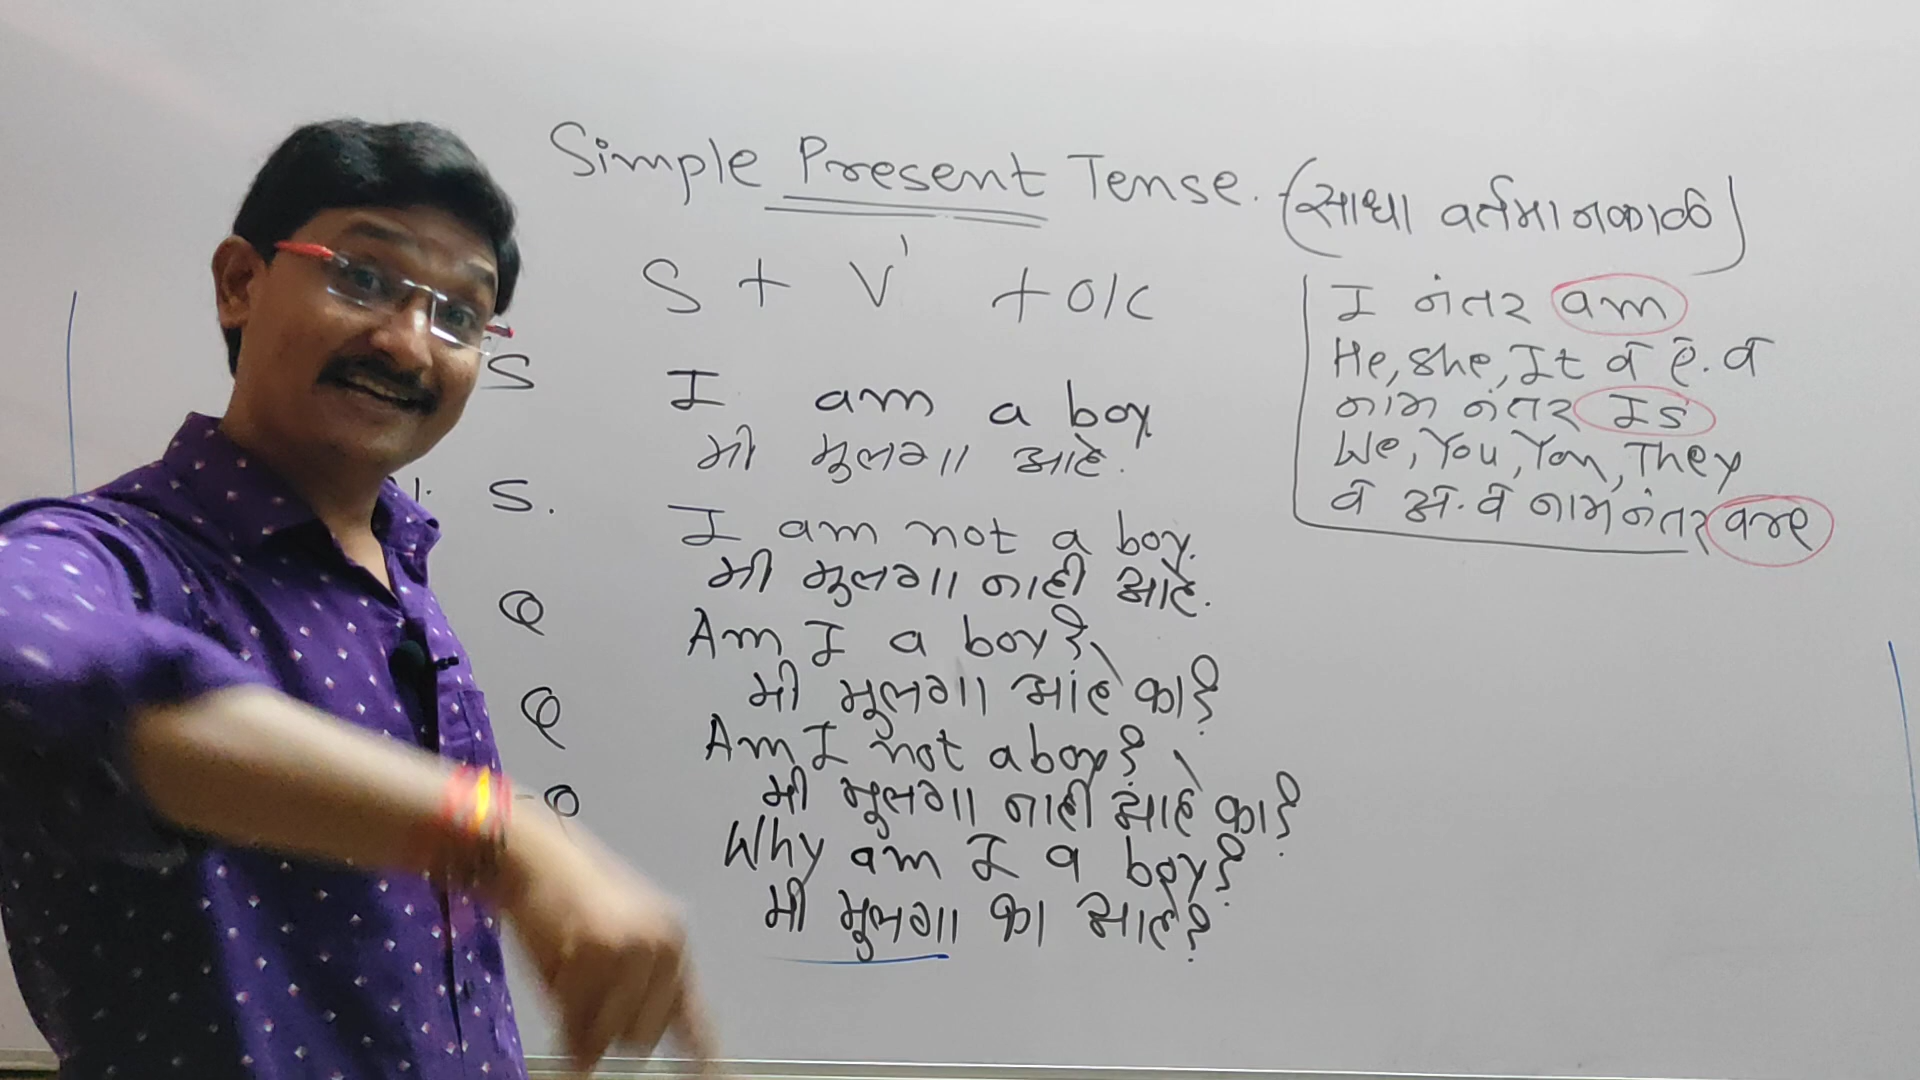 Simple Present Tense. (साधा वर्तमानकाळ)
S + V¹ + O/C
I नंतर am
He, She, It व ए. व
नाम नंतर Is
We, You, You, They
व अ. व नाम नंतर are
S I am a boy
मी मुलगा आहे.
S. I am not a boy.
मी मुलगा नाही आहे.
Q Am I a boy?
मी मुलगा आहे का?
Q Am I not a boy?
मी मुलगा नाही आहे का?
Q Why am I a boy?
मी मुलगा का आहे?